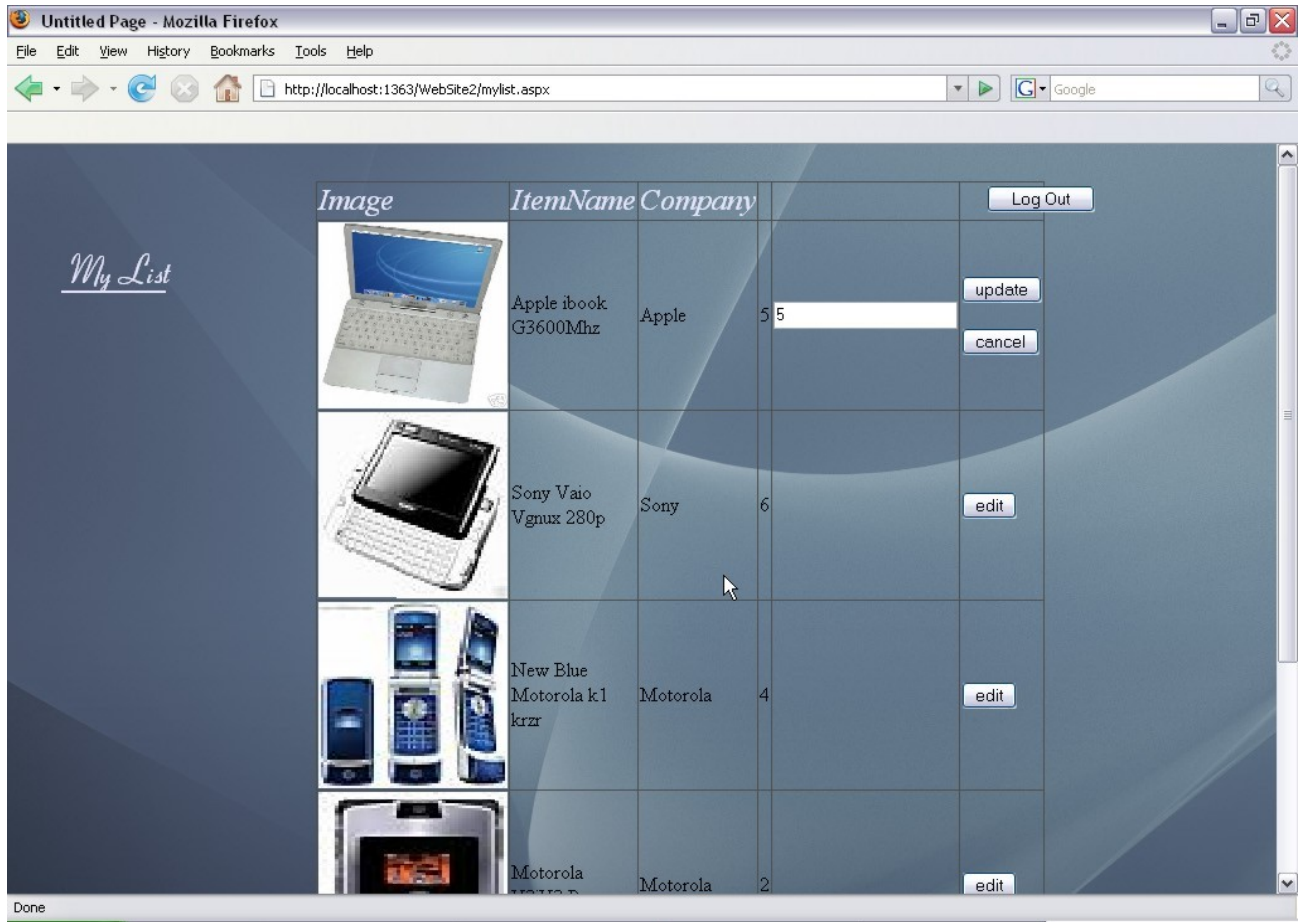 Untitled Page - Mozilla Firefox
File Edit View History Bookmarks Tools Help
http://localhost:1363/WebSite2/mylist.aspx
G Google
Image ItemName Company
Log Out
My List
Apple ibook
G3600Mhz
Apple
5
5
update
cancel
Sony Vaio
Vgnux 280p
Sony
6
edit
New Blue
Motorola k1
krzr
Motorola
4
edit
Motorola
Motorola
2
edit
Done